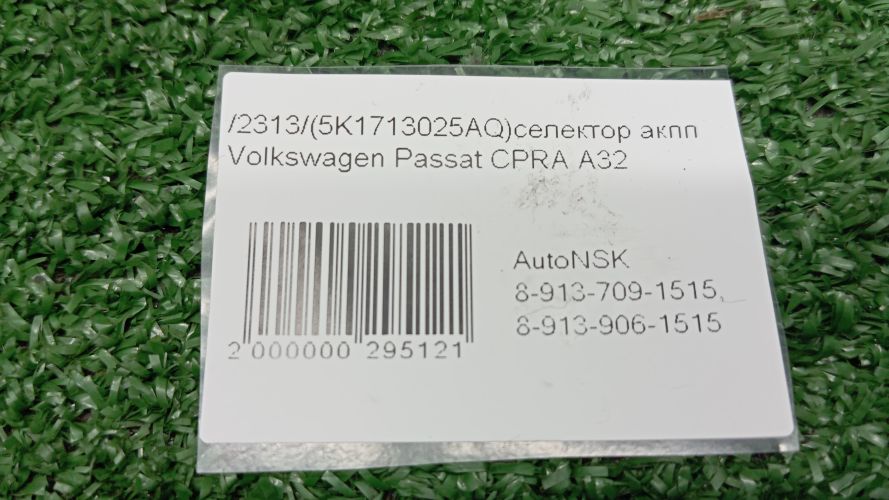 /2313/(5K1713025AQ)селектор акпп
Volkswagen Passat CPRA A32
AutoNSK
8-913-709-1515,
8-913-906-1515
2 000000 295121